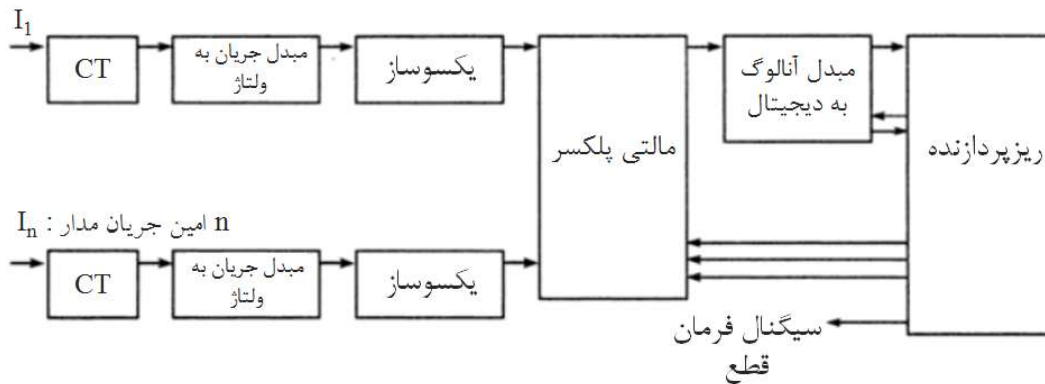 I₁
CT
مبدل جریان به
ولتاژ
یکسوساز
مالتی پلکسر
مبدل آنالوگ
به دیجیتال
ریزپردازنده
Iₙ : امین جریان مدار n
CT
مبدل جریان به
ولتاژ
یکسوساز
سیگنال فرمان
قطع